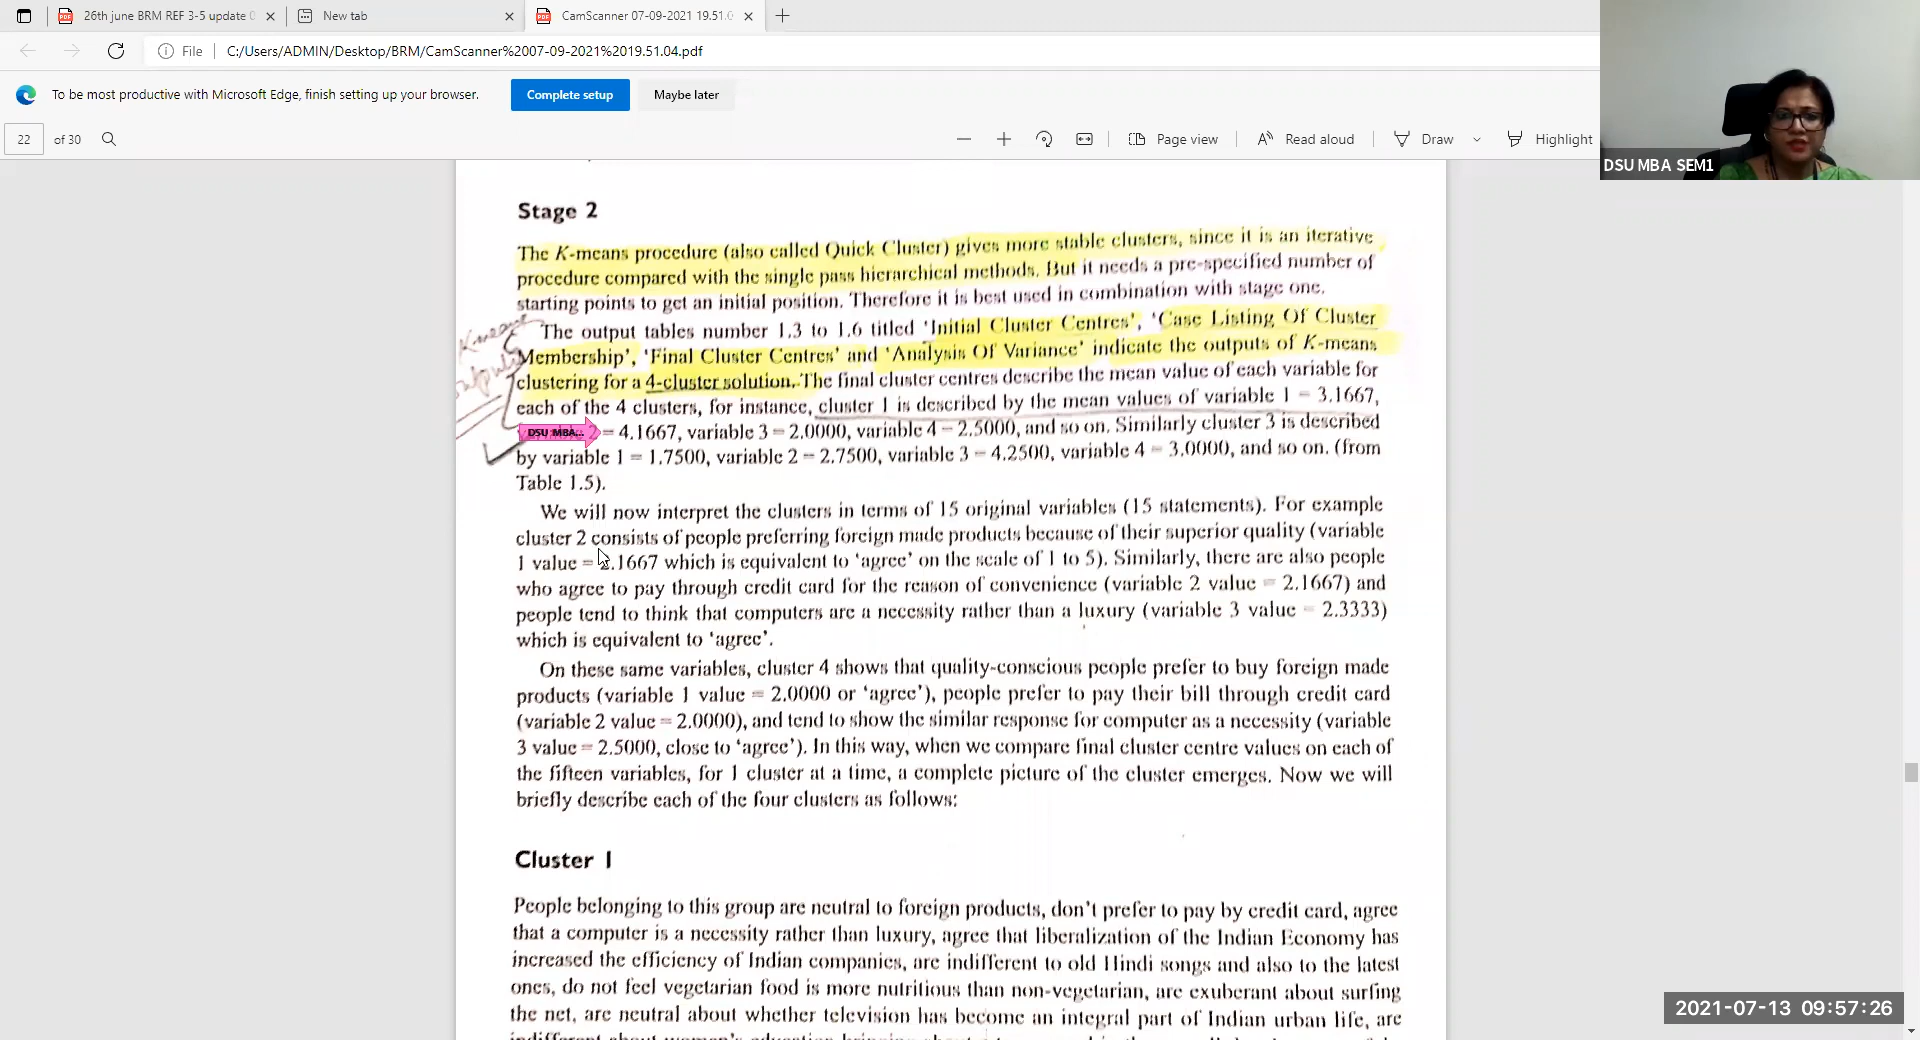 26th june BRM REF 3-5 update
New tab
CamScanner 07-09-2021 19.51.0
File
C:/Users/ADMIN/Desktop/BRM/CamScanner%2007-09-2021%2019.51.04.pdf
To be most productive with Microsoft Edge, finish setting up your browser.
Complete setup
Maybe later
22 of 30
Page view
Read aloud
Draw
Highlight
DSU MBA SEM1
Stage 2
The K-means procedure (also called Quick Cluster) gives more stable clusters, since it is an iterative
procedure compared with the single pass hierarchical methods. But it needs a pre-specified number of
starting points to get an initial position. Therefore it is best used in combination with stage one.
The output tables number 1.3 to 1.6 titled 'Initial Cluster Centres', 'Case Listing Of Cluster
Membership', 'Final Cluster Centres' and 'Analysis Of Variance' indicate the outputs of K-means
clustering for a 4-cluster solution. The final cluster centres describe the mean value of each variable for
each of the 4 clusters, for instance, cluster 1 is described by the mean values of variable 1 = 3.1667,
DSU MBA... 2 = 4.1667, variable 3 = 2.0000, variable 4 = 2.5000, and so on. Similarly cluster 3 is described
by variable 1 = 1.7500, variable 2 = 2.7500, variable 3 = 4.2500, variable 4 = 3.0000, and so on. (from
Table 1.5).
We will now interpret the clusters in terms of 15 original variables (15 statements). For example
cluster 2 consists of people preferring foreign made products because of their superior quality (variable
1 value = 2.1667 which is equivalent to 'agree' on the scale of 1 to 5). Similarly, there are also people
who agree to pay through credit card for the reason of convenience (variable 2 value = 2.1667) and
people tend to think that computers are a necessity rather than a luxury (variable 3 value = 2.3333)
which is equivalent to 'agree'.
On these same variables, cluster 4 shows that quality-conscious people prefer to buy foreign made
products (variable 1 value = 2.0000 or 'agree'), people prefer to pay their bill through credit card
(variable 2 value = 2.0000), and tend to show the similar response for computer as a necessity (variable
3 value = 2.5000, close to 'agree'). In this way, when we compare final cluster centre values on each of
the fifteen variables, for 1 cluster at a time, a complete picture of the cluster emerges. Now we will
briefly describe each of the four clusters as follows:
Cluster 1
People belonging to this group are neutral to foreign products, don't prefer to pay by credit card, agree
that a computer is a necessity rather than luxury, agree that liberalization of the Indian Economy has
increased the efficiency of Indian companies, are indifferent to old Hindi songs and also to the latest
ones, do not feel vegetarian food is more nutritious than non-vegetarian, are exuberant about surfing
the net, are neutral about whether television has become an integral part of Indian urban life, are
2021-07-13 09:57:26